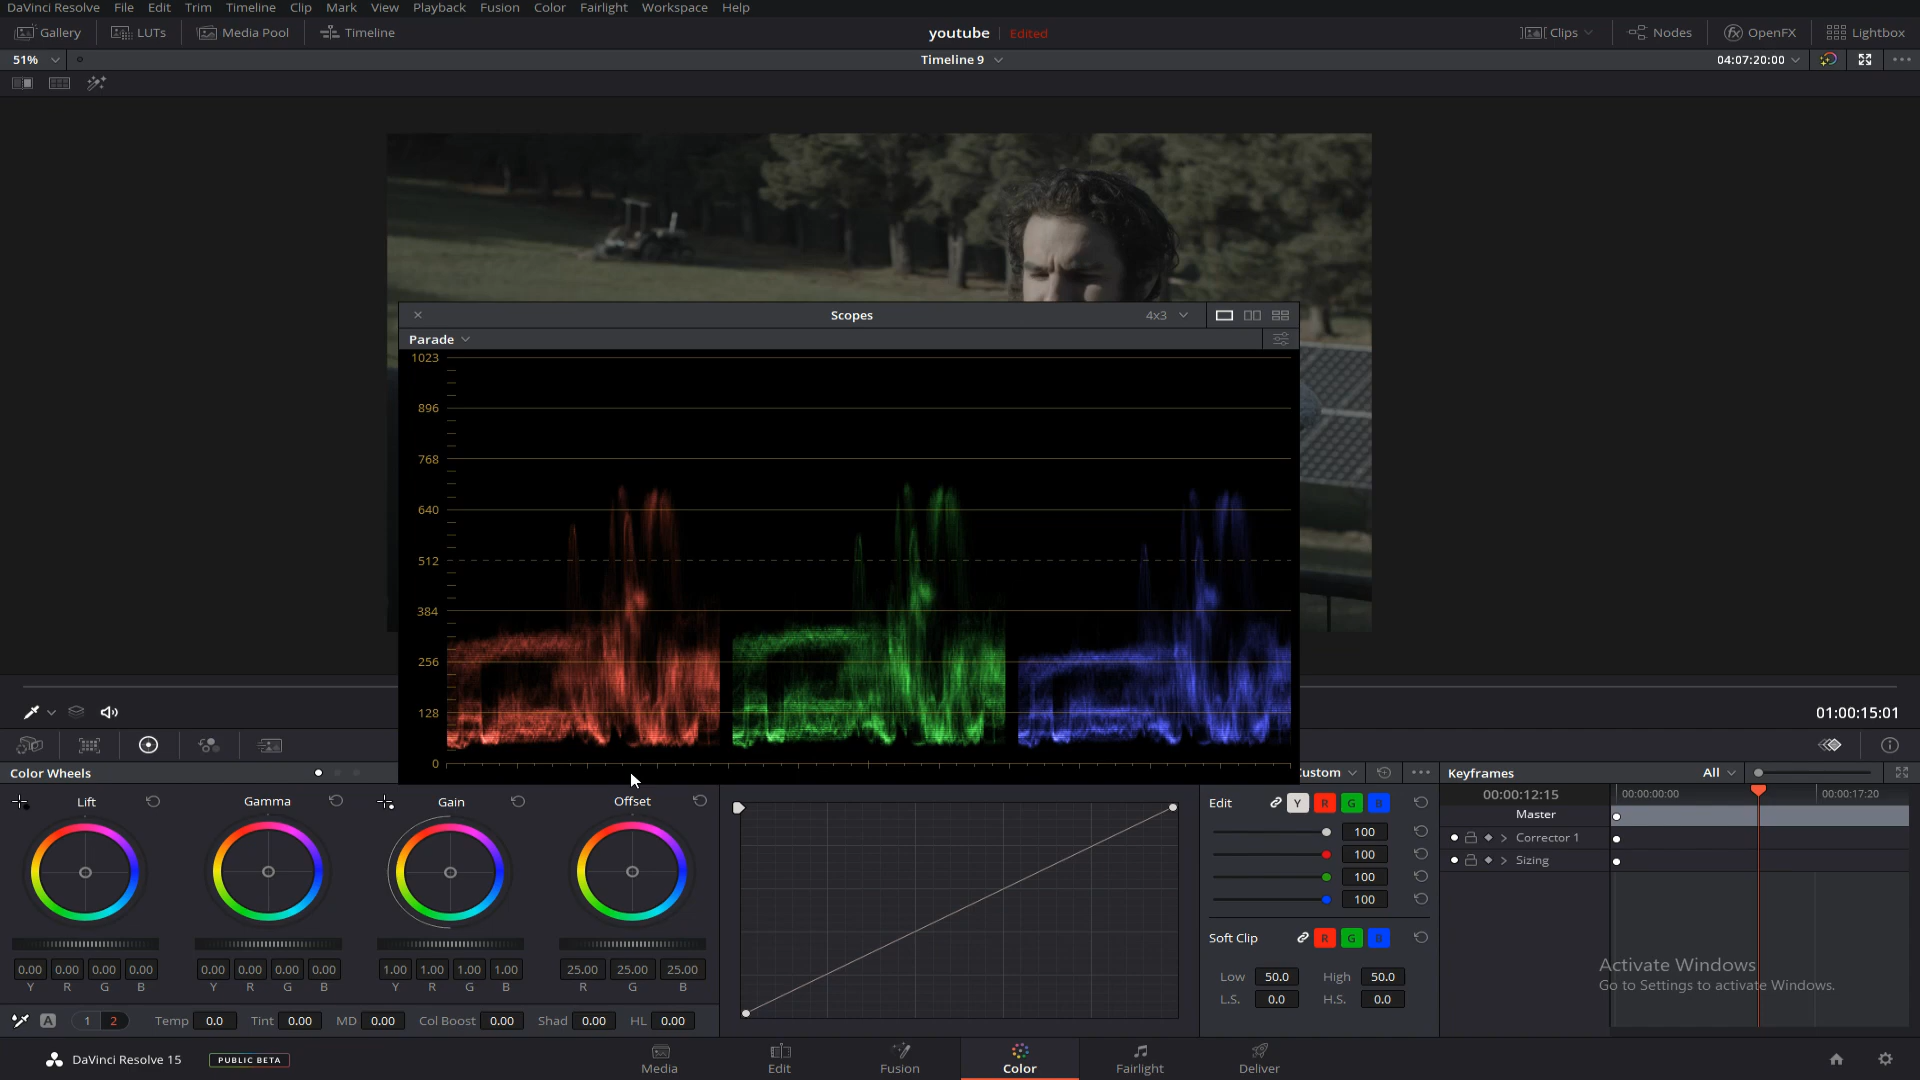 DaVinci Resolve File Edit Trim Timeline Clip Mark View Playback Fusion Color Fairlight Workspace Help
Gallery LUTs Media Pool Timeline youtube Edited Clips Nodes OpenFX Lightbox
51% Timeline 9 04:07:20:00
Scopes 4x3
Parade
1023
896
768
640
512
384
256
128
0
01:00:15:01
Color Wheels
Lift Gamma Gain Offset
0.00 0.00 0.00 0.00 0.00 0.00 0.00 0.00 1.00 1.00 1.00 1.00 25.00 25.00 25.00
Y R G B Y R G B Y R G B R G B
A 1 2 Temp 0.0 Tint 0.00 MD 0.00 Col Boost 0.00 Shad 0.00 HL 0.00
ustom
Edit Y R G B
100
100
100
100
Soft Clip R G B
Low 50.0 High 50.0
L.S. 0.0 H.S. 0.0
Keyframes All
00:00:12:15 00:00:00:00 00:00:17:20
Master
Corrector 1
Sizing
Activate Windows
Go to Settings to activate Windows.
DaVinci Resolve 15 PUBLIC BETA
Media Edit Fusion Color Fairlight Deliver